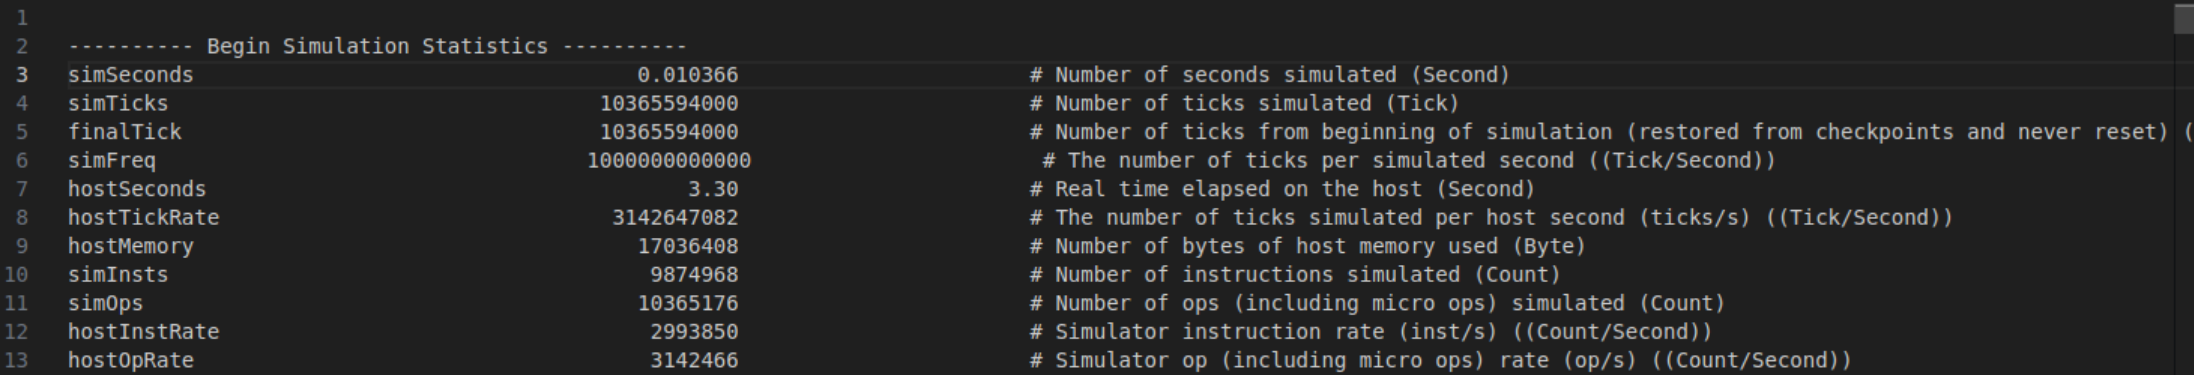 1
2 ---------- Begin Simulation Statistics ----------
3 simSeconds 0.010366 # Number of seconds simulated (Second)
4 simTicks 10365594000 # Number of ticks simulated (Tick)
5 finalTick 10365594000 # Number of ticks from beginning of simulation (restored from checkpoints and never reset) (
6 simFreq 1000000000000 # The number of ticks per simulated second ((Tick/Second))
7 hostSeconds 3.30 # Real time elapsed on the host (Second)
8 hostTickRate 3142647082 # The number of ticks simulated per host second (ticks/s) ((Tick/Second))
9 hostMemory 17036408 # Number of bytes of host memory used (Byte)
10 simInsts 9874968 # Number of instructions simulated (Count)
11 simOps 10365176 # Number of ops (including micro ops) simulated (Count)
12 hostInstRate 2993850 # Simulator instruction rate (inst/s) ((Count/Second))
13 hostOpRate 3142466 # Simulator op (including micro ops) rate (op/s) ((Count/Second))